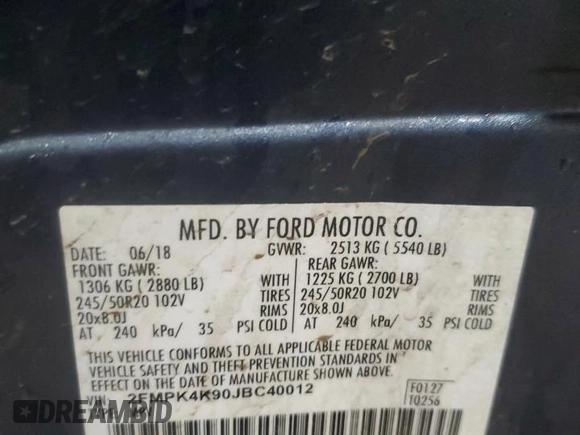 MFD. BY FORD MOTOR CO.
DATE: 06/18 GVWR: 2513 KG ( 5540 LB)
FRONT GAWR: REAR GAWR:
1306 KG ( 2880 LB) WITH 1225 KG ( 2700 LB) WITH
245/50R20 102V TIRES 245/50R20 102V TIRES
20x8.0J RIMS 20x8.0J RIMS
AT 240 kPa/ 35 PSI COLD AT 240 kPa/ 35 PSI COLD
THIS VEHICLE CONFORMS TO ALL APPLICABLE FEDERAL MOTOR
VEHICLE SAFETY AND THEFT PREVENTION STANDARDS IN
EFFECT ON THE DATE OF MANUFACTURE SHOWN ABOVE.
VIN: 2FMPK4K90JBC40012
F0127
T0256
EPICVIN.COM